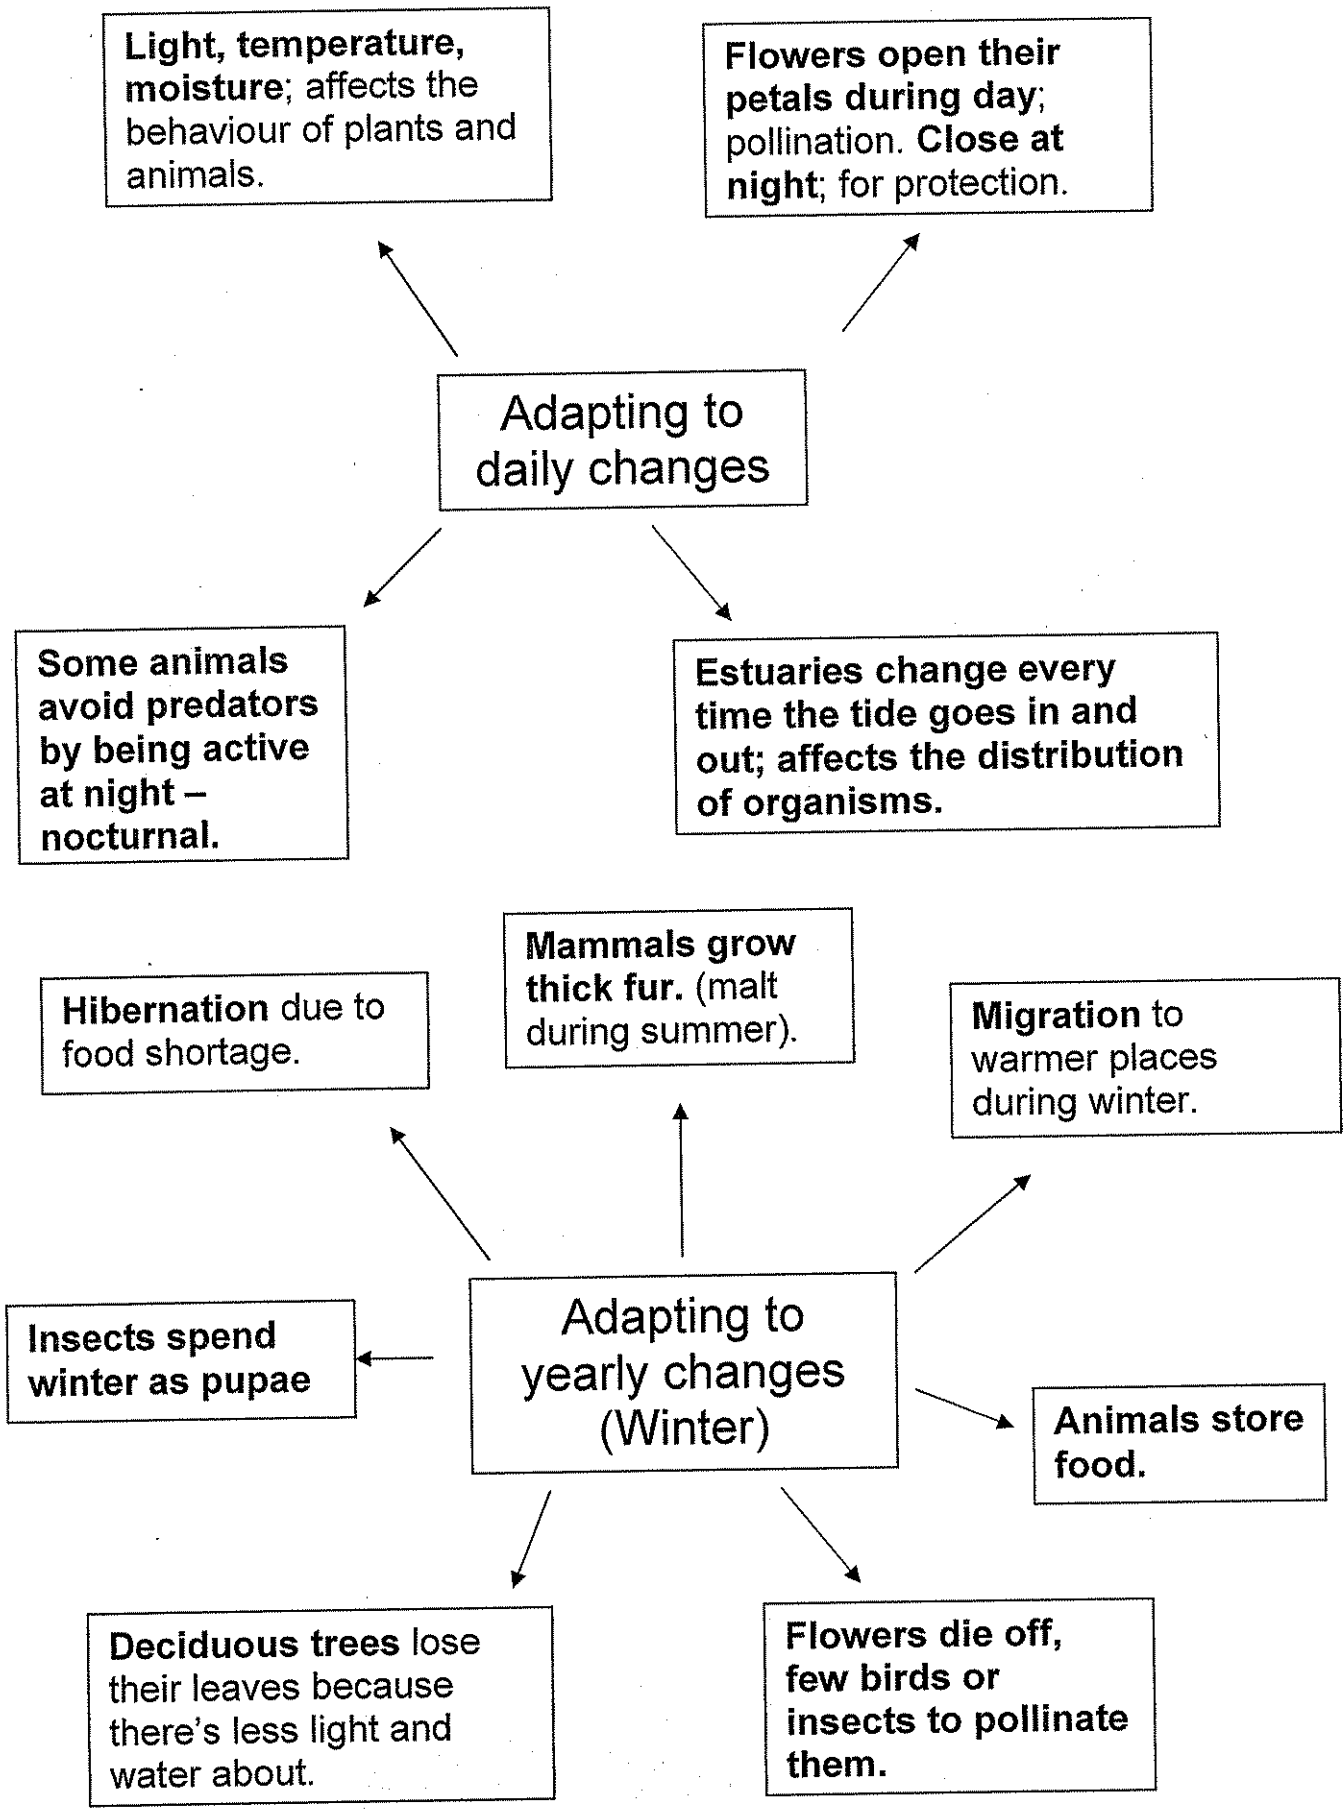 Light, temperature,
moisture; affects the
behaviour of plants and
animals.
Flowers open their
petals during day;
pollination. Close at
night; for protection.
Adapting to
daily changes
Some animals
avoid predators
by being active
at night –
nocturnal.
Estuaries change every
time the tide goes in and
out; affects the distribution
of organisms.
Hibernation due to
food shortage.
Mammals grow
thick fur. (malt
during summer).
Migration to
warmer places
during winter.
Insects spend
winter as pupae
Adapting to
yearly changes
(Winter)
Animals store
food.
Deciduous trees lose
their leaves because
there's less light and
water about.
Flowers die off,
few birds or
insects to pollinate
them.